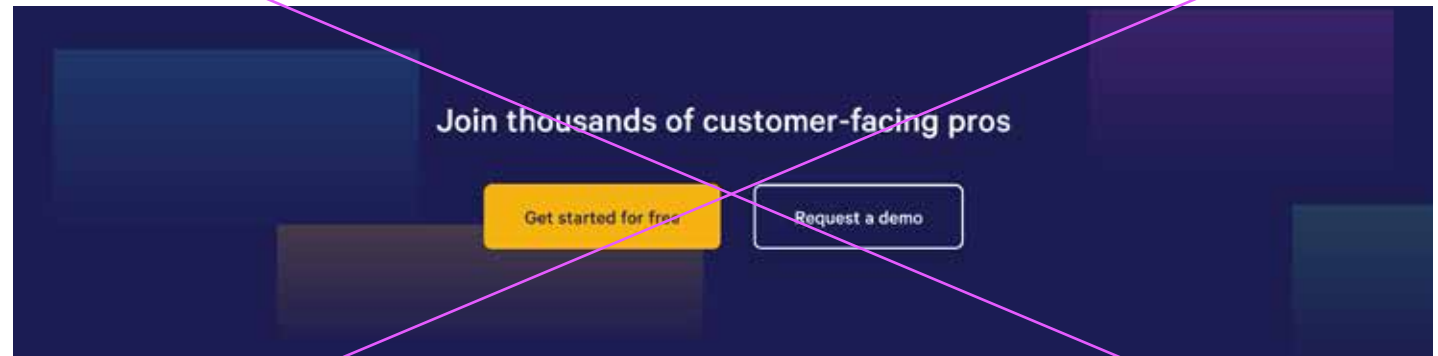 Join thousands of customer-facing pros
Get started for free
Request a demo